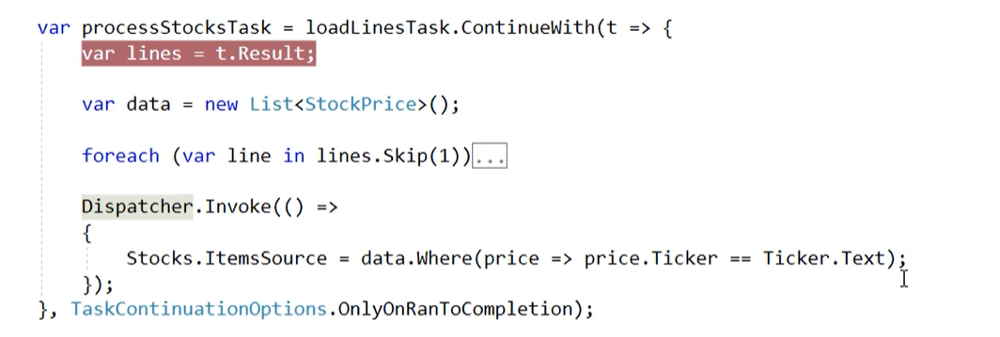 var processStocksTask = loadLinesTask.ContinueWith(t => {
var lines = t.Result;
var data = new List<StockPrice>();
foreach (var line in lines.Skip(1))...
Dispatcher.Invoke(() =>
{
Stocks.ItemsSource = data.Where(price => price.Ticker == Ticker.Text);
});
}, TaskContinuationOptions.OnlyOnRanToCompletion);